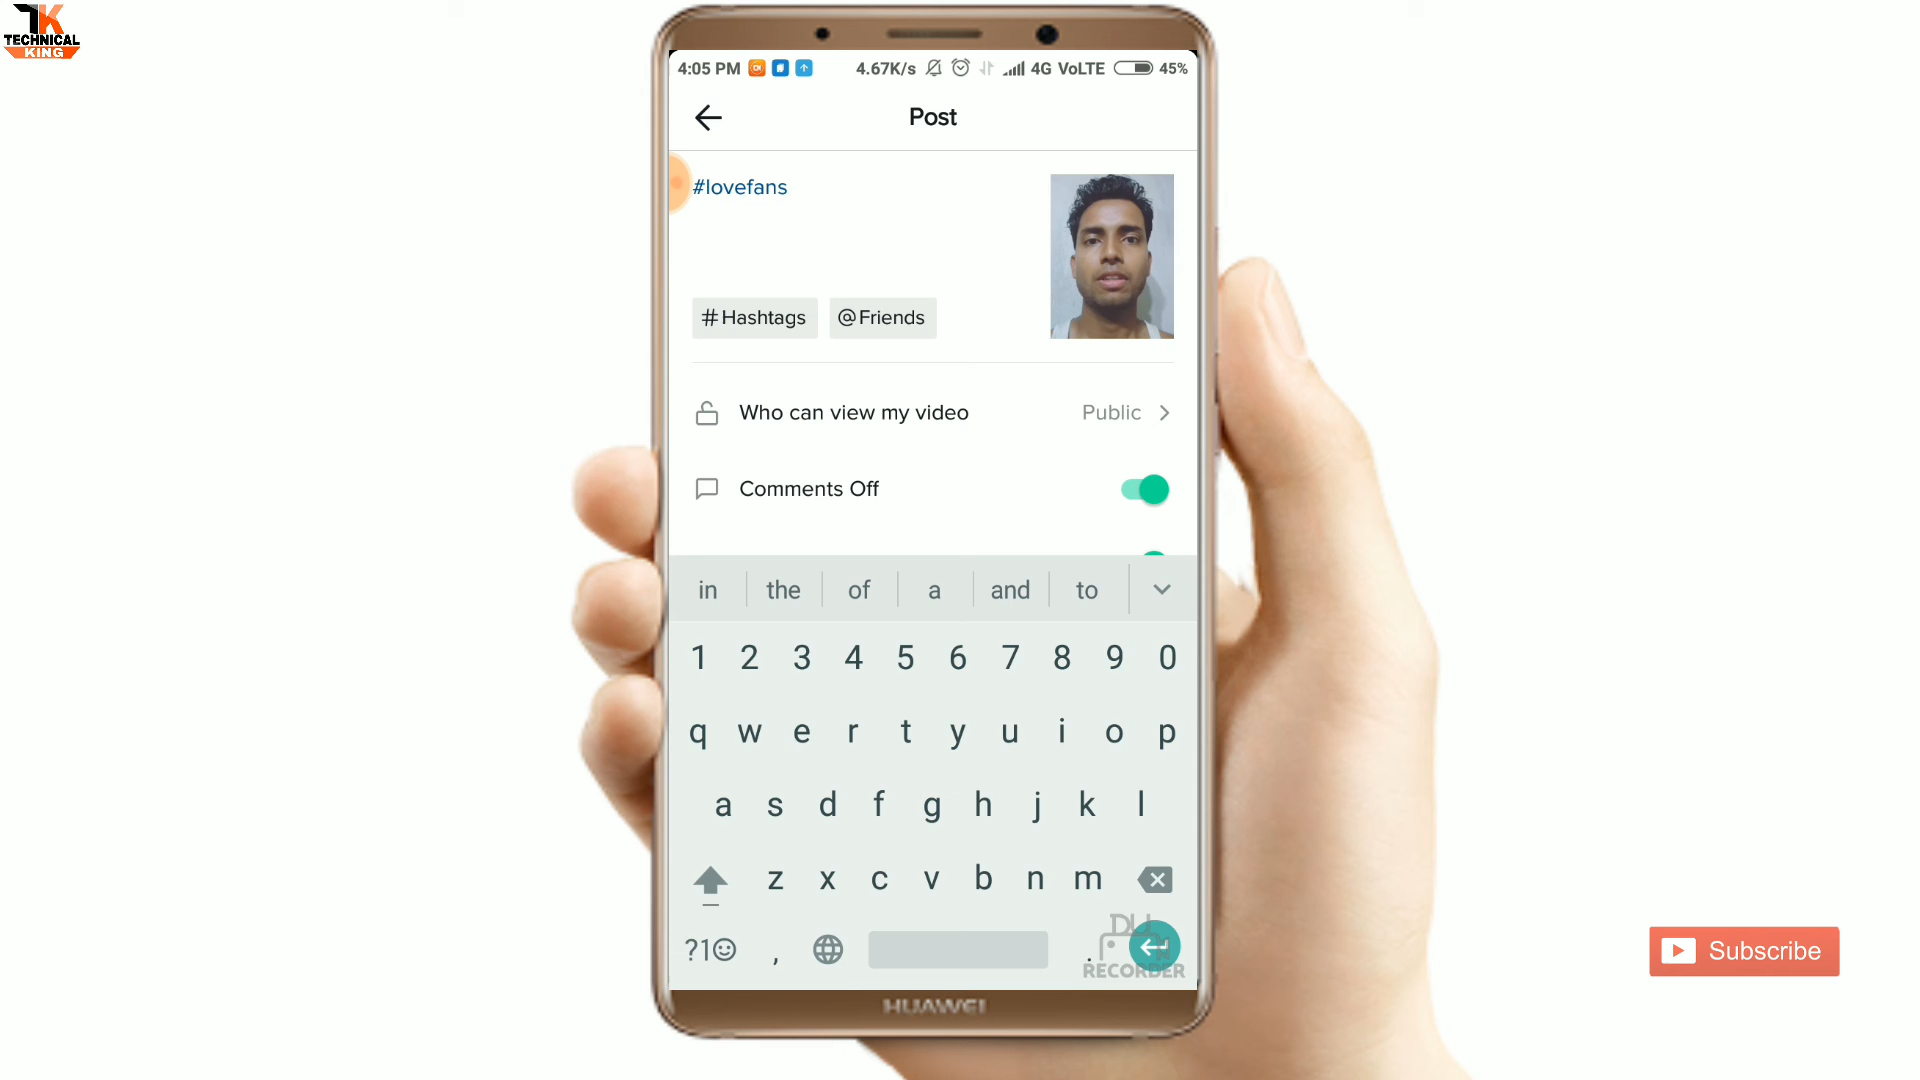 TK
TECHNICAL
KING
4:05 PM 4.67K/s 4G VoLTE 45%
Post
#lovefans
#Hashtags @Friends
Who can view my video Public
Comments Off
in the of a and to
1 2 3 4 5 6 7 8 9 0
q w e r t y u i o p
a s d f g h j k l
z x c v b n m
?1 , .
DU
RECORDER
HUAWEI
Subscribe